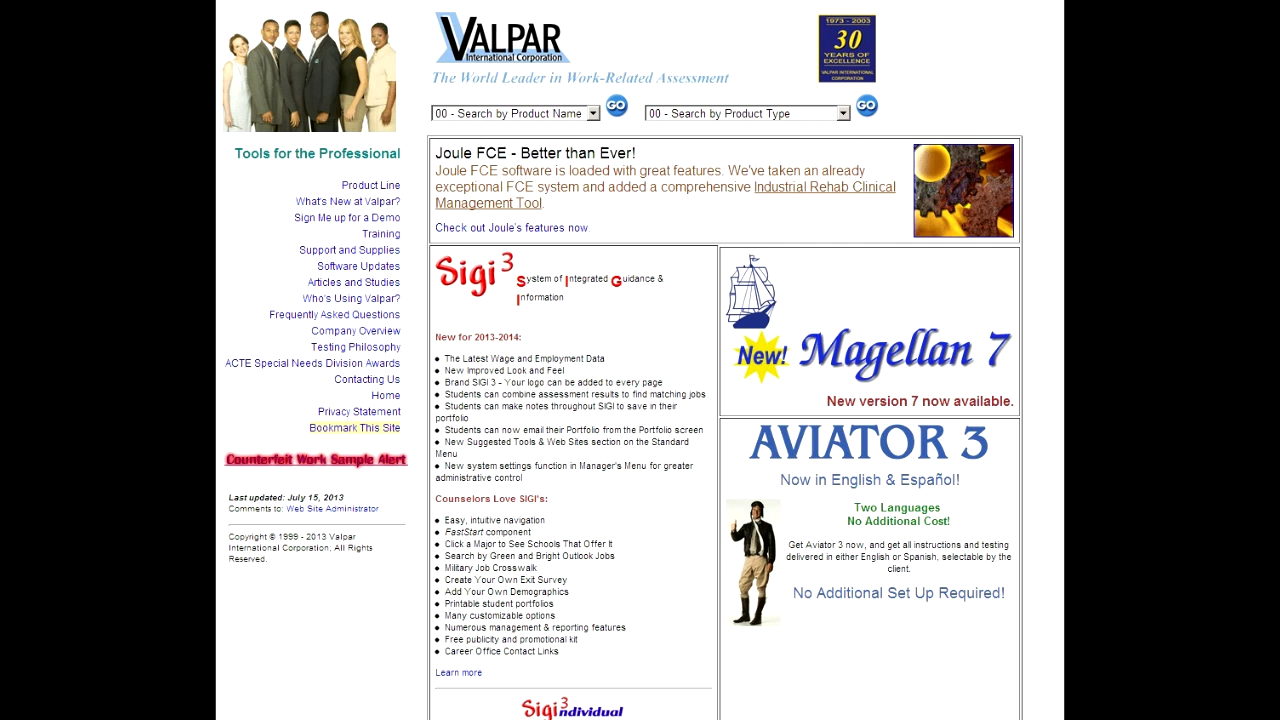 VALPAR
International Corporation
The World Leader in Work-Related Assessment
1973 - 2003
30
YEARS OF
EXCELLENCE
VALPAR INTERNATIONAL
CORPORATION
00 - Search by Product Name
GO
00 - Search by Product Type
GO
Tools for the Professional
Product Line
What's New at Valpar?
Sign Me up for a Demo
Training
Support and Supplies
Software Updates
Articles and Studies
Who's Using Valpar?
Frequently Asked Questions
Company Overview
Testing Philosophy
ACTE Special Needs Division Awards
Contacting Us
Home
Privacy Statement
Bookmark This Site
Counterfeit Work Sample Alert
Last updated: July 15, 2013
Comments to: Web Site Administrator
Copyright © 1999 - 2013 Valpar
International Corporation; All Rights
Reserved.
Joule FCE - Better than Ever!
Joule FCE software is loaded with great features. We've taken an already
exceptional FCE system and added a comprehensive Industrial Rehab Clinical
Management Tool.
Check out Joule's features now.
Sigi3 System of Integrated Guidance &
Information
New for 2013-2014:
• The Latest Wage and Employment Data
• New Improved Look and Feel
• Brand SIGI 3 - Your logo can be added to every page
• Students can combine assessment results to find matching jobs
• Students can make notes throughout SIGI to save in their
portfolio
• Students can now email their Portfolio from the Portfolio screen
• New Suggested Tools & Web Sites section on the Standard
Menu
• New system settings function in Manager's Menu for greater
administrative control
Counselors Love SIGI's:
• Easy, intuitive navigation
• FastStart component
• Click a Major to See Schools That Offer It
• Search by Green and Bright Outlook Jobs
• Military Job Crosswalk
• Create Your Own Exit Survey
• Add Your Own Demographics
• Printable student portfolios
• Many customizable options
• Numerous management & reporting features
• Free publicity and promotional kit
• Career Office Contact Links
Learn more
Sigi3 Individual
New! Magellan 7
New version 7 now available.
AVIATOR 3
Now in English & Español!
Two Languages
No Additional Cost!
Get Aviator 3 now, and get all instructions and testing
delivered in either English or Spanish, selectable by the
client.
No Additional Set Up Required!